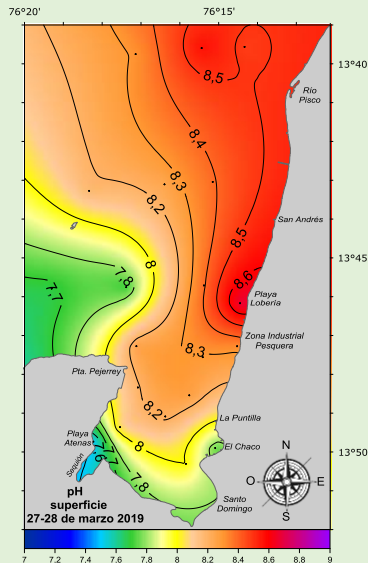 76°20'
76°15'
13°40
8,5
Río
Pisco
8,4
8,3
8,2
San Andrés
8,5
13°45
8
7,8
8,6
7,7
Playa
Lobería
Zona Industrial
Pesquera
8,3
Pta. Pejerrey
8,2
La Puntilla
Playa
Atenas
8
El Chaco
N
13°50
Sequión
7,6
7,7
7,8
O
E
S
Santo
Domingo
pH
superficie
27-28 de marzo 2019
7 7.2 7.4 7.6 7.8 8 8.2 8.4 8.6 8.8 9